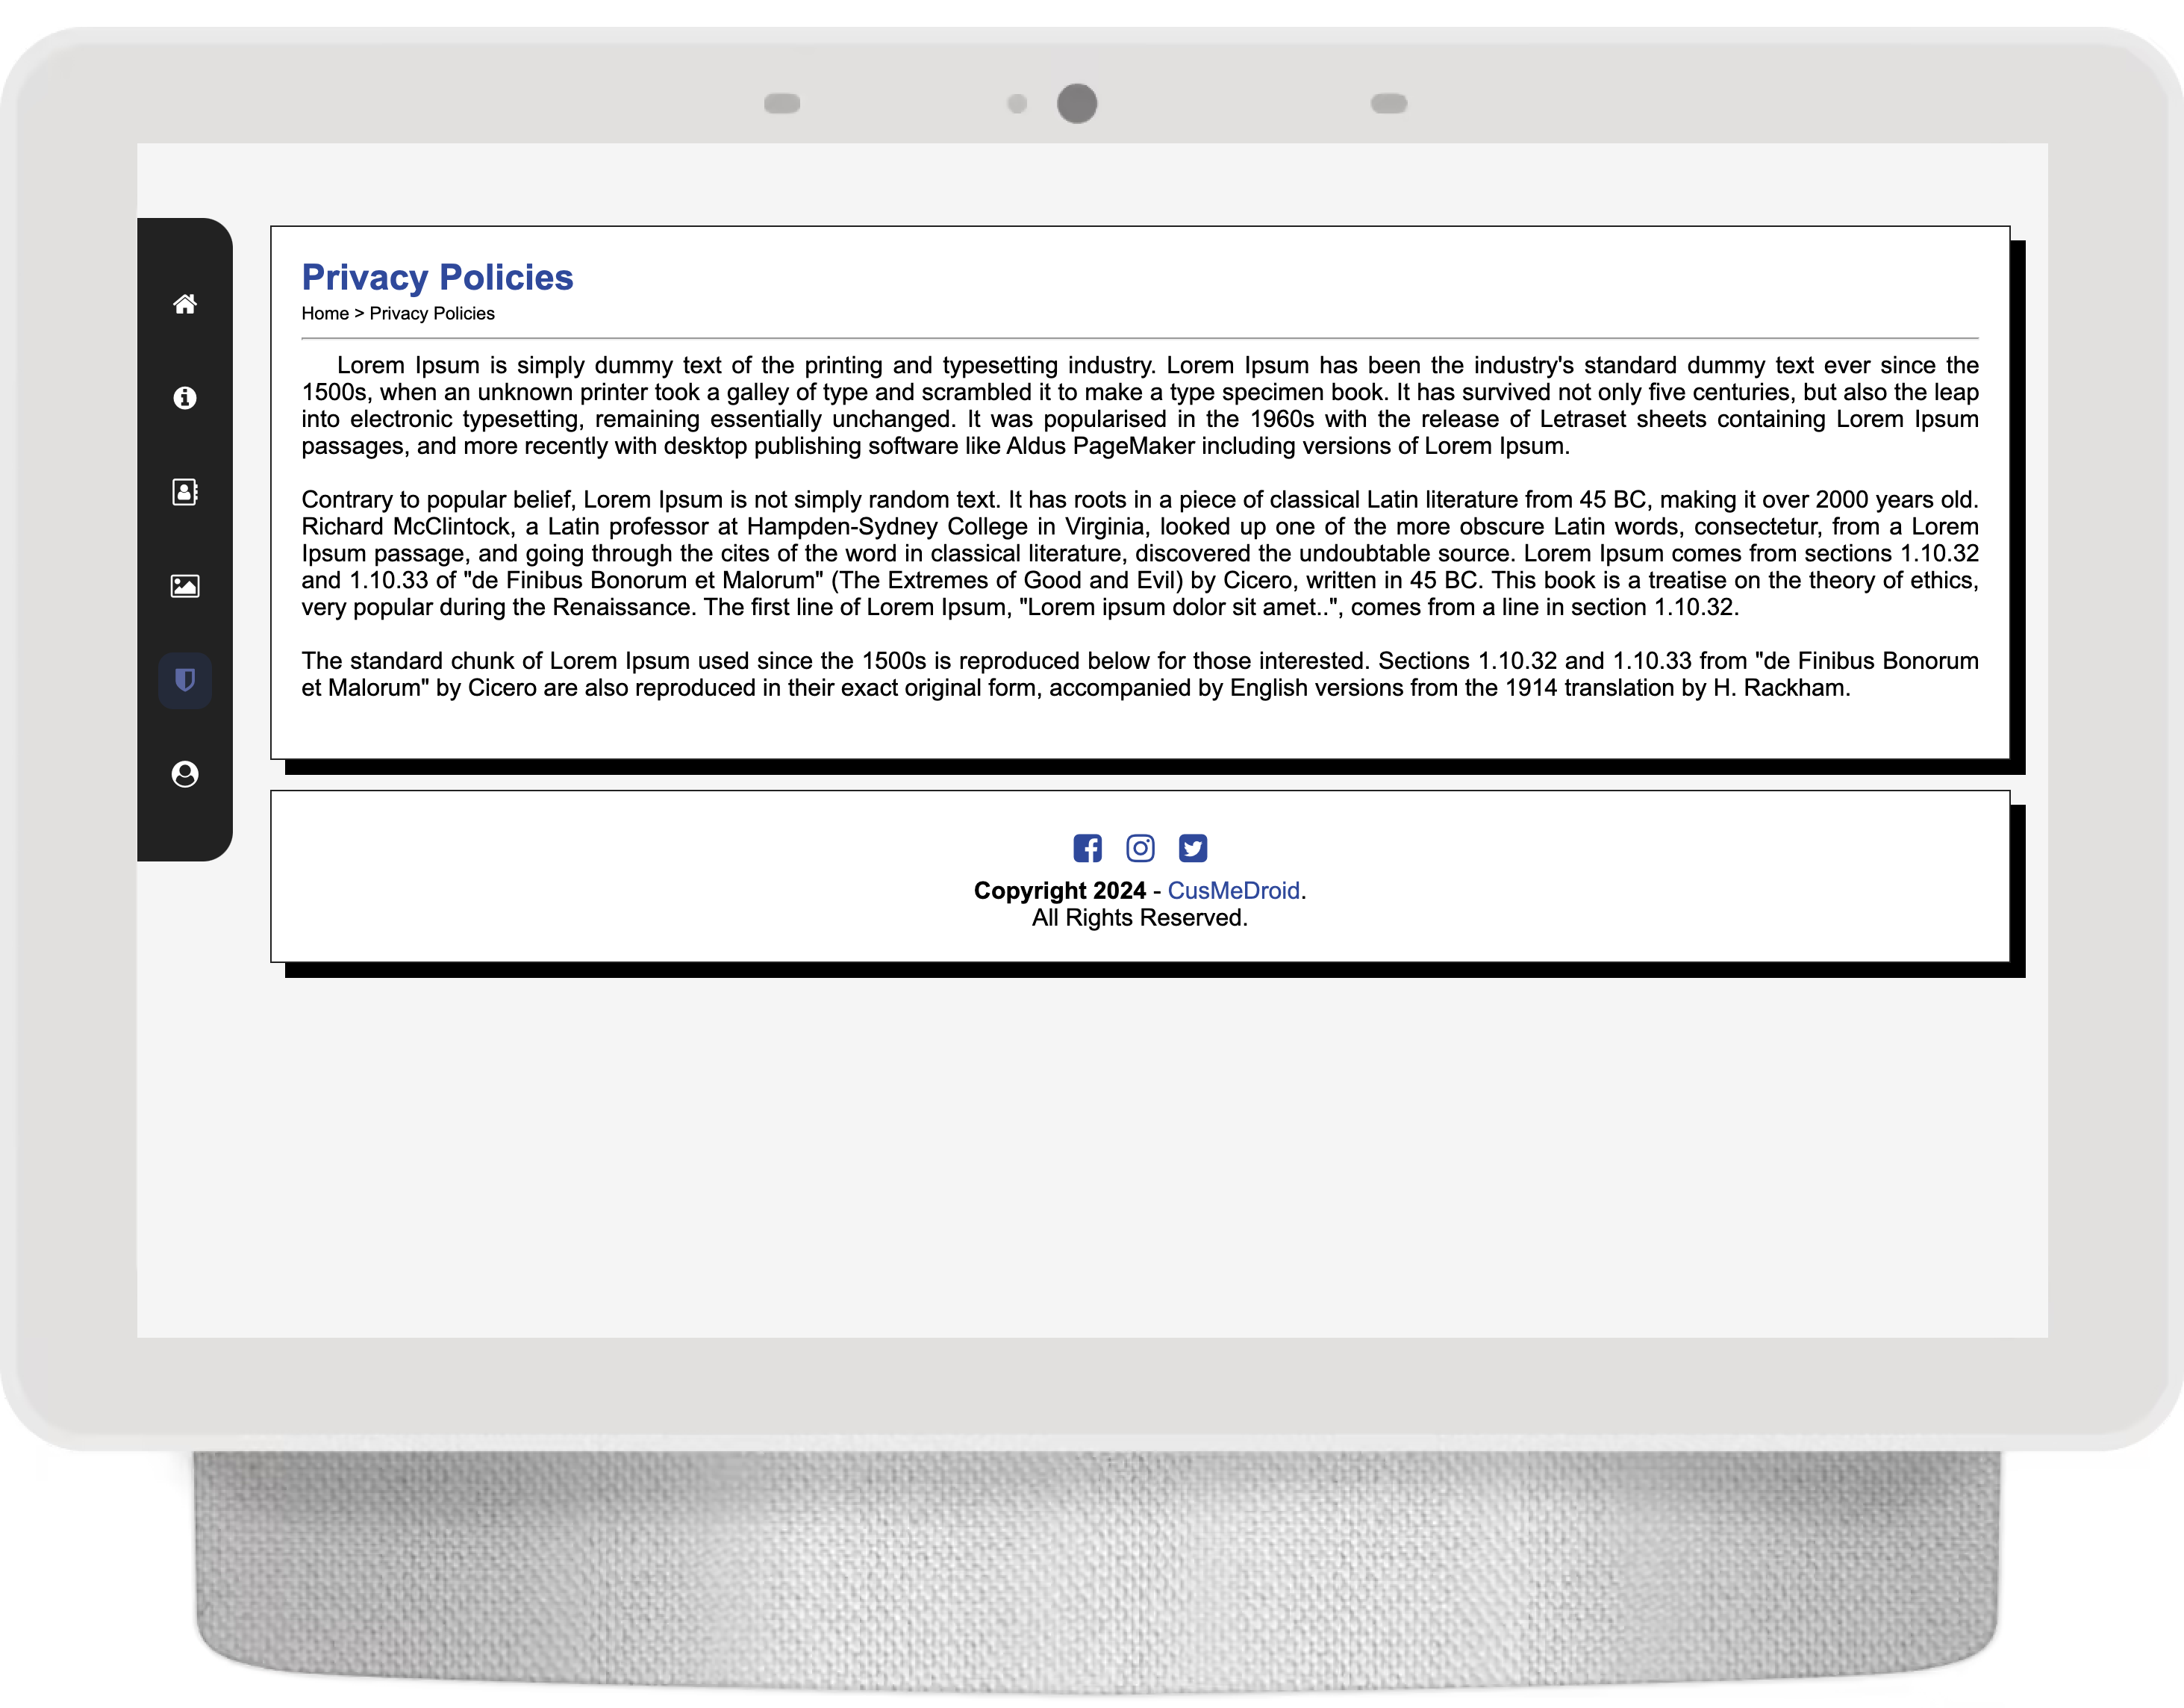 Privacy Policies
Home > Privacy Policies
Lorem Ipsum is simply dummy text of the printing and typesetting industry. Lorem Ipsum has been the industry's standard dummy text ever since the
1500s, when an unknown printer took a galley of type and scrambled it to make a type specimen book. It has survived not only five centuries, but also the leap
into electronic typesetting, remaining essentially unchanged. It was popularised in the 1960s with the release of Letraset sheets containing Lorem Ipsum
passages, and more recently with desktop publishing software like Aldus PageMaker including versions of Lorem Ipsum.
Contrary to popular belief, Lorem Ipsum is not simply random text. It has roots in a piece of classical Latin literature from 45 BC, making it over 2000 years old.
Richard McClintock, a Latin professor at Hampden-Sydney College in Virginia, looked up one of the more obscure Latin words, consectetur, from a Lorem
Ipsum passage, and going through the cites of the word in classical literature, discovered the undoubtable source. Lorem Ipsum comes from sections 1.10.32
and 1.10.33 of "de Finibus Bonorum et Malorum" (The Extremes of Good and Evil) by Cicero, written in 45 BC. This book is a treatise on the theory of ethics,
very popular during the Renaissance. The first line of Lorem Ipsum, "Lorem ipsum dolor sit amet..", comes from a line in section 1.10.32.
The standard chunk of Lorem Ipsum used since the 1500s is reproduced below for those interested. Sections 1.10.32 and 1.10.33 from "de Finibus Bonorum
et Malorum" by Cicero are also reproduced in their exact original form, accompanied by English versions from the 1914 translation by H. Rackham.
Copyright 2024 - CusMeDroid.
All Rights Reserved.